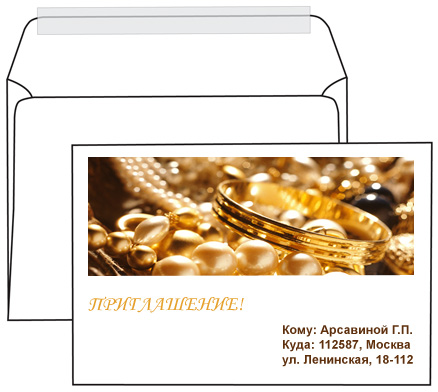 ПРИГЛАШЕНИЕ!
Кому: Арсавиной Г.П.
Куда: 112587, Москва
ул. Ленинская, 18-112